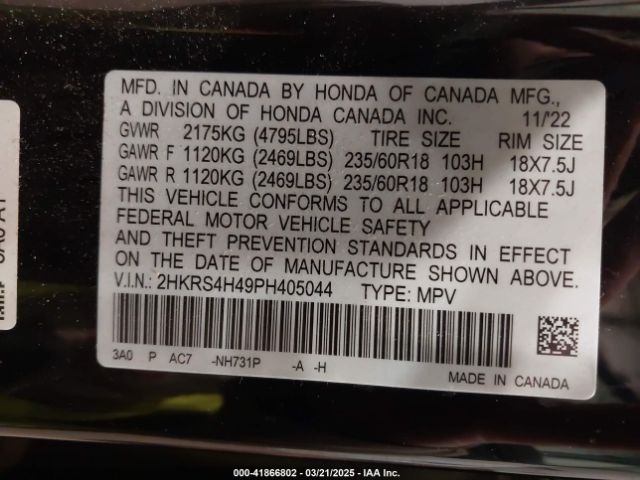 MFD. IN CANADA BY HONDA OF CANADA MFG.,
A DIVISION OF HONDA CANADA INC. 11/22
GVWR 2175KG (4795LBS) TIRE SIZE RIM SIZE
GAWR F 1120KG (2469LBS) 235/60R18 103H 18X7.5J
GAWR R 1120KG (2469LBS) 235/60R18 103H 18X7.5J
THIS VEHICLE CONFORMS TO ALL APPLICABLE
FEDERAL MOTOR VEHICLE SAFETY
AND THEFT PREVENTION STANDARDS IN EFFECT
ON THE DATE OF MANUFACTURE SHOWN ABOVE.
V.I.N.: 2HKRS4H49PH405044 TYPE: MPV
3A0 P AC7 -NH731P -A -H
MADE IN CANADA
000-41866802 - 03/21/2025 - IAA Inc.